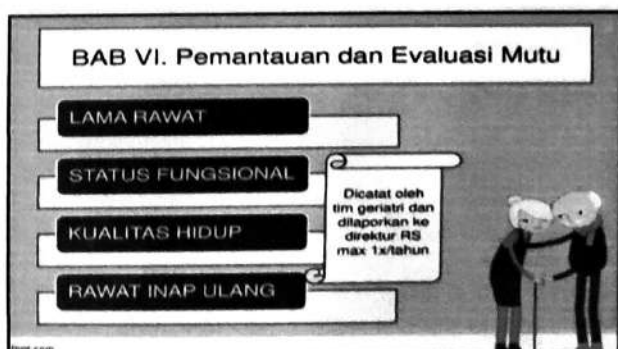 BAB VI. Pemantauan dan Evaluasi Mutu
LAMA RAWAT
STATUS FUNGSIONAL
KUALITAS HIDUP
RAWAT INAP ULANG
Dicatat oleh
tim geriatri dan
dilaporkan ke
direktur RS
max 1x/tahun